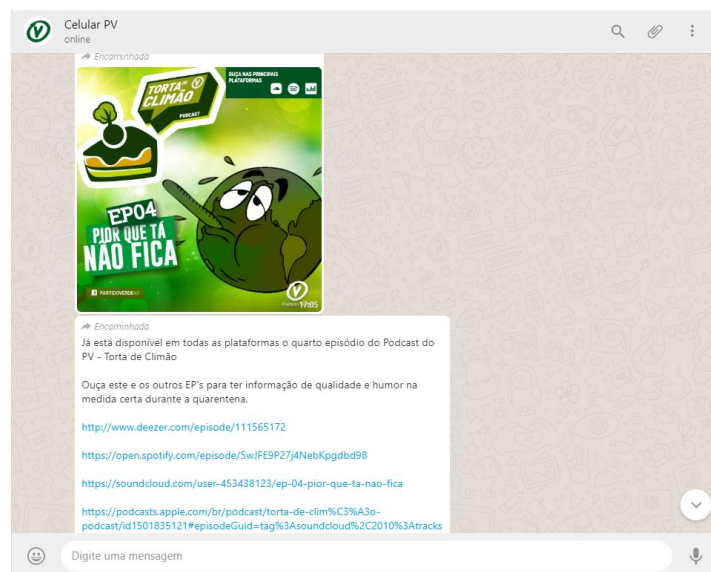 Celular PV
online
Encaminhada
TORTA DE
CLIMÃO
PODCAST
OUÇA NAS PRINCIPAIS
PLATAFORMAS
EP04
PIOR QUE TÁ
NÃO FICA
PARTIDOVERDE43
17:05
Encaminhada
Já está disponível em todas as plataformas o quarto episódio do Podcast do
PV - Torta de Climão
Ouça este e os outros EP's para ter informação de qualidade e humor na
medida certa durante a quarentena.
http://www.deezer.com/episode/111565172
https://open.spotify.com/episode/5wJFE9P27j4NebKpgdbd98
https://soundcloud.com/user-453438123/ep-04-pior-que-ta-nao-fica
https://podcasts.apple.com/br/podcast/torta-de-clim%C3%A3o-
podcast/id1501835121#episodeGuid=tag%3Asoundcloud%2C2010%3Atracks
Digite uma mensagem